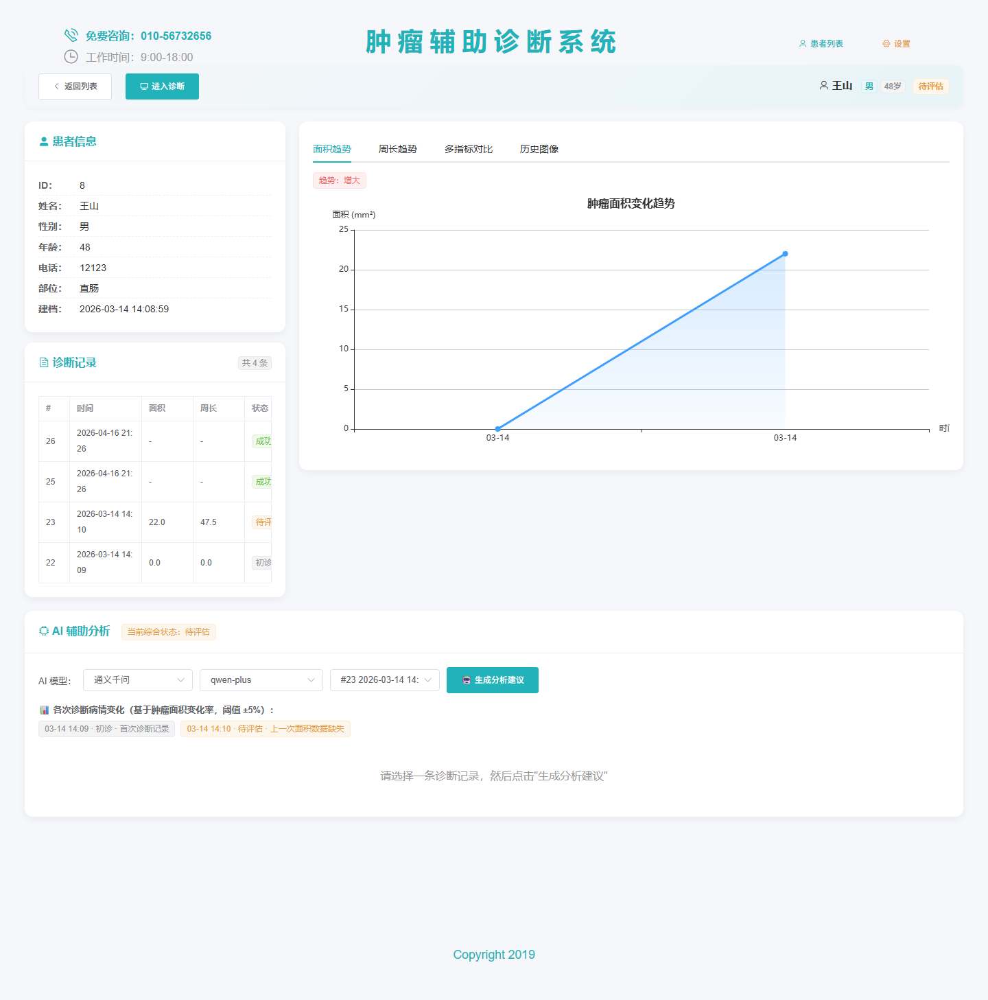 免费咨询：010-56732656
工作时间：9:00-18:00
肿瘤辅助诊断系统
患者列表
设置
返回列表
进入诊断
王山 男 48岁 待评估
患者信息
ID： 8
姓名： 王山
性别： 男
年龄： 48
电话： 12123
部位： 直肠
建档： 2026-03-14 14:08:59
诊断记录 共 4 条
# 时间 面积 周长 状态
26 2026-04-16 21:26 - - 成功
25 2026-04-16 21:26 - - 成功
23 2026-03-14 14:10 22.0 47.5 待评
22 2026-03-14 14:09 0.0 0.0 初诊
面积趋势 周长趋势 多指标对比 历史图像
趋势：增大
肿瘤面积变化趋势
面积 (mm²)
25
20
15
10
5
0
03-14 03-14
AI 辅助分析 当前综合状态：待评估
AI 模型： 通义千问 qwen-plus #23 2026-03-14 14: 生成分析建议
各次诊断病情变化（基于肿瘤面积变化率，阈值 ±5%）：
03-14 14:09 · 初诊 · 首次诊断记录 03-14 14:10 · 待评估 · 上一次面积数据缺失
请选择一条诊断记录，然后点击"生成分析建议"
Copyright 2019